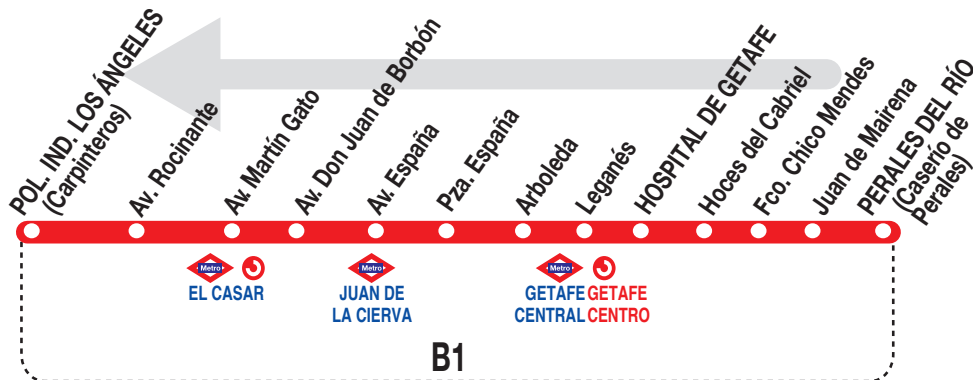 POL. IND. LOS ÁNGELES
(Carpinteros)
Av. Rocinante
Av. Martín Gato
Av. Don Juan de Borbón
Av. España
Pza. España
Arboleda
Leganés
HOSPITAL DE GETAFE
Hoces del Cabriel
Fco. Chico Mendes
Juan de Mairena
PERALES DEL RÍO
(Caserío de
Perales)
Metro
EL CASAR
Metro
JUAN DE
LA CIERVA
Metro
GETAFE
CENTRAL
GETAFE
CENTRO
B1